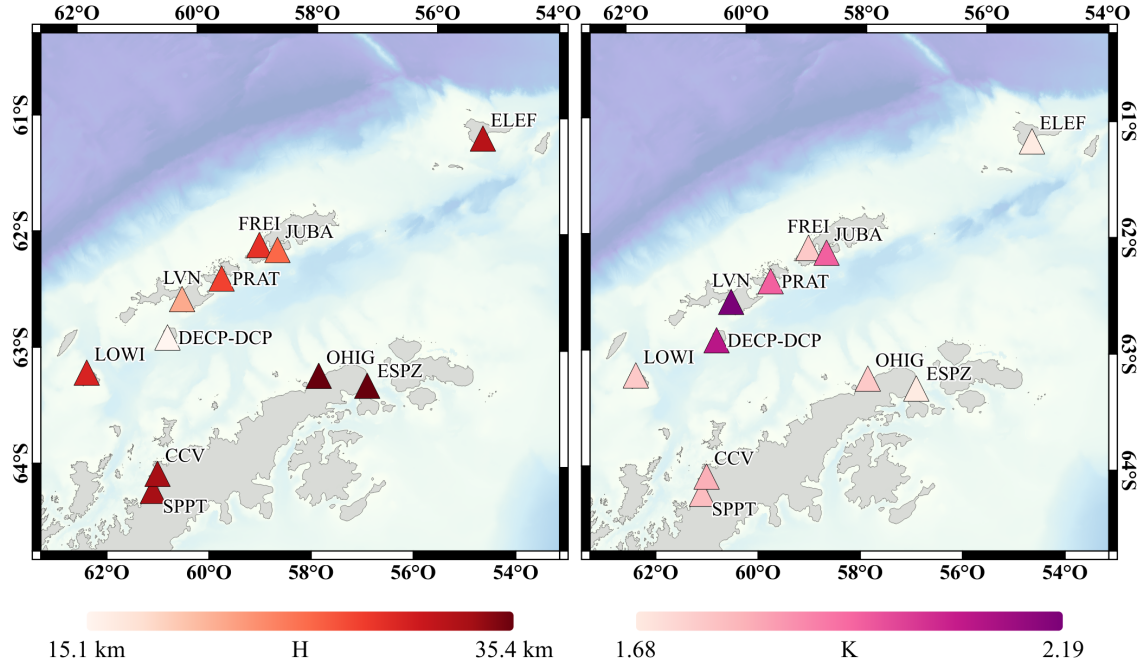 62°O 60°O 58°O 56°O 54°O
61°S
62°S
63°S
64°S
ELEF
FREI
JUBA
LVN
PRAT
DECP-DCP
LOWI
OHIG
ESPZ
CCV
SPPT
62°O 60°O 58°O 56°O 54°O
15.1 km H 35.4 km
62°O 60°O 58°O 56°O 54°O
61°S
62°S
63°S
64°S
ELEF
FREI
JUBA
LVN
PRAT
DECP-DCP
LOWI
OHIG
ESPZ
CCV
SPPT
62°O 60°O 58°O 56°O 54°O
1.68 K 2.19